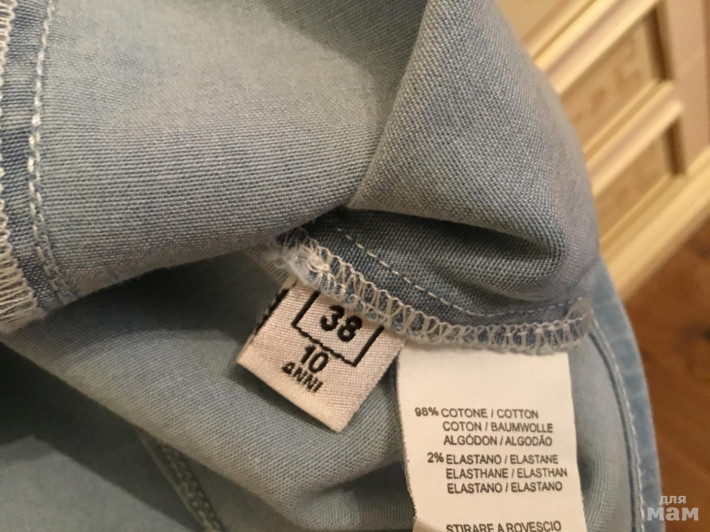 38
10
ANNI
98% COTONE / COTTON
COTON / BAUMWOLLE
ALGÓDON / ALGODÃO
2% ELASTANO / ELASTANE
ELASTHANE / ELASTHAN
ELASTANO / ELASTANO
STIRARE A ROVESCIO
для
мам